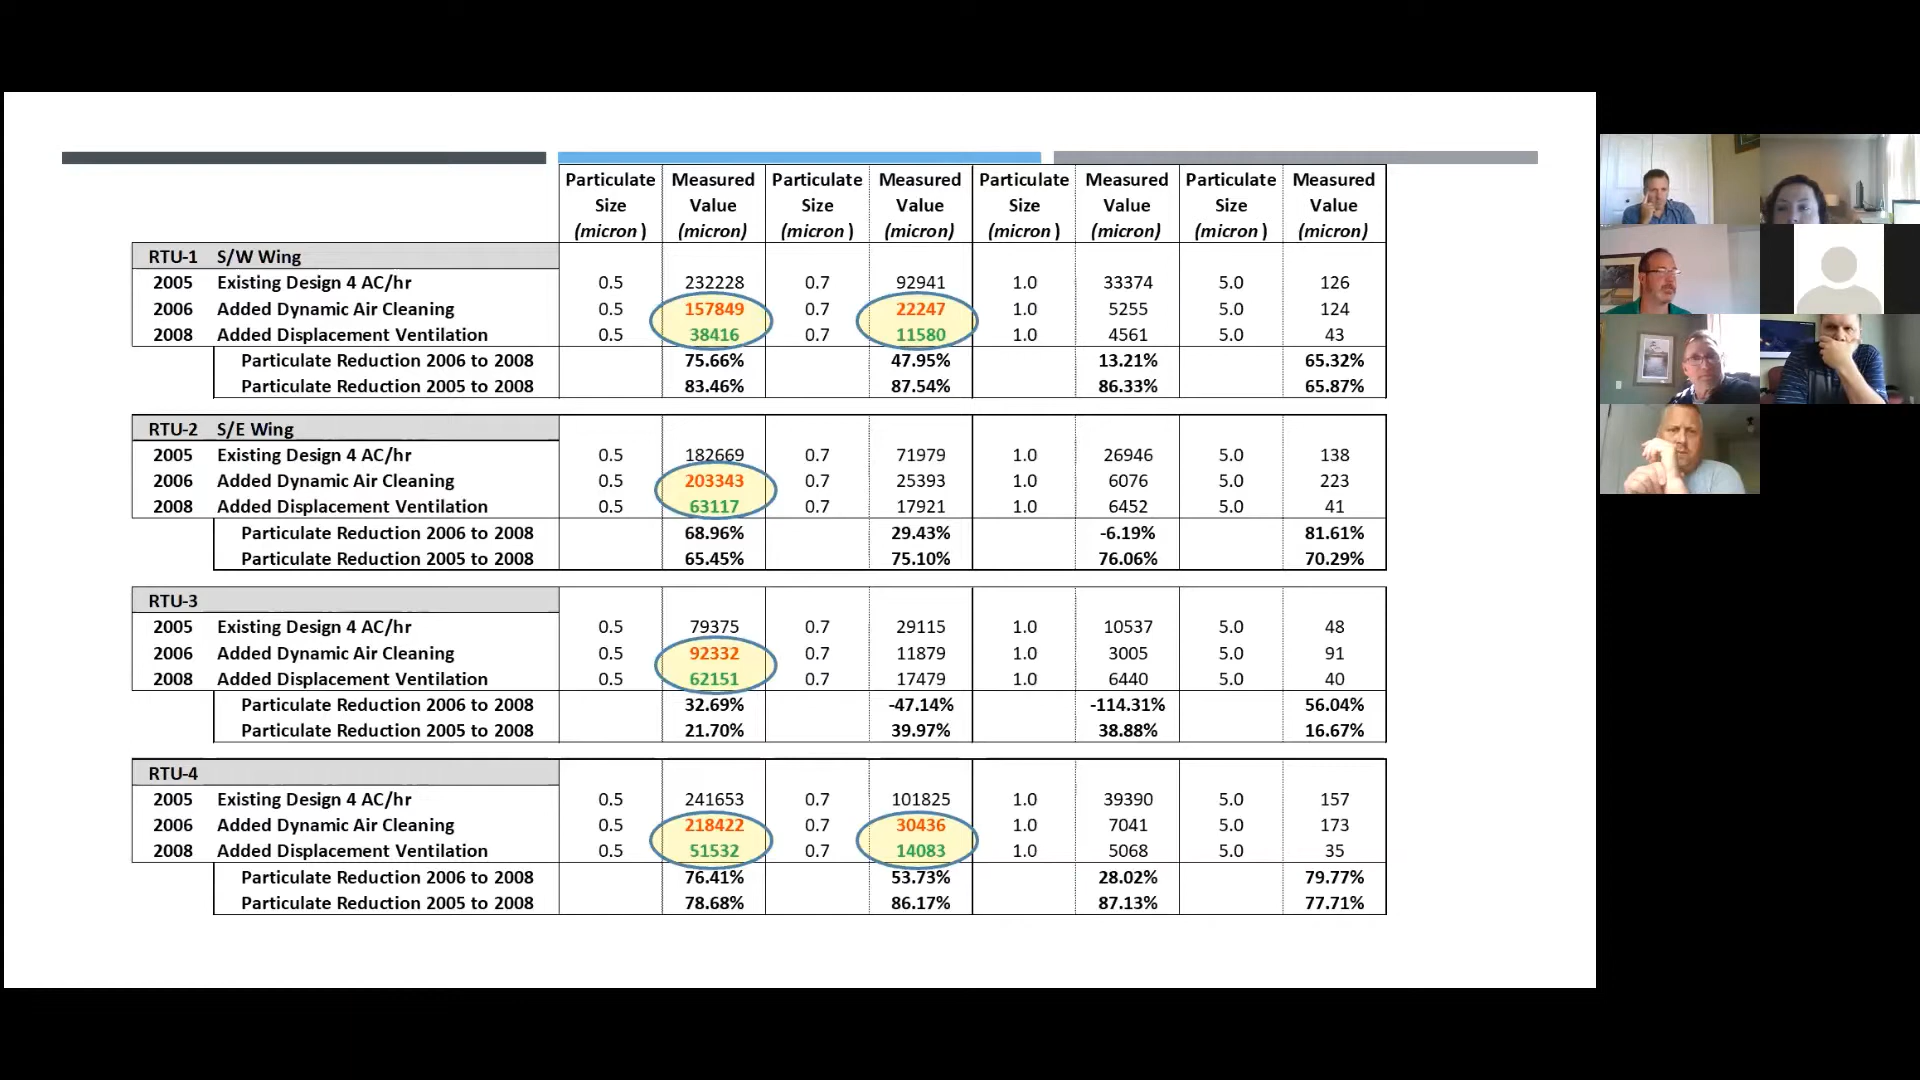 Particulate Measured Particulate Measured Particulate Measured Particulate Measured
Size Value Size Value Size Value Size Value
(micron ) (micron) (micron ) (micron) (micron ) (micron) (micron ) (micron)
RTU-1 S/W Wing
2005 Existing Design 4 AC/hr 0.5 232228 0.7 92941 1.0 33374 5.0 126
2006 Added Dynamic Air Cleaning 0.5 157849 0.7 22247 1.0 5255 5.0 124
2008 Added Displacement Ventilation 0.5 38416 0.7 11580 1.0 4561 5.0 43
Particulate Reduction 2006 to 2008 75.66% 47.95% 13.21% 65.32%
Particulate Reduction 2005 to 2008 83.46% 87.54% 86.33% 65.87%
RTU-2 S/E Wing
2005 Existing Design 4 AC/hr 0.5 182669 0.7 71979 1.0 26946 5.0 138
2006 Added Dynamic Air Cleaning 0.5 203343 0.7 25393 1.0 6076 5.0 223
2008 Added Displacement Ventilation 0.5 63117 0.7 17921 1.0 6452 5.0 41
Particulate Reduction 2006 to 2008 68.96% 29.43% -6.19% 81.61%
Particulate Reduction 2005 to 2008 65.45% 75.10% 76.06% 70.29%
RTU-3
2005 Existing Design 4 AC/hr 0.5 79375 0.7 29115 1.0 10537 5.0 48
2006 Added Dynamic Air Cleaning 0.5 92332 0.7 11879 1.0 3005 5.0 91
2008 Added Displacement Ventilation 0.5 62151 0.7 17479 1.0 6440 5.0 40
Particulate Reduction 2006 to 2008 32.69% -47.14% -114.31% 56.04%
Particulate Reduction 2005 to 2008 21.70% 39.97% 38.88% 16.67%
RTU-4
2005 Existing Design 4 AC/hr 0.5 241653 0.7 101825 1.0 39390 5.0 157
2006 Added Dynamic Air Cleaning 0.5 218422 0.7 30436 1.0 7041 5.0 173
2008 Added Displacement Ventilation 0.5 51532 0.7 14083 1.0 5068 5.0 35
Particulate Reduction 2006 to 2008 76.41% 53.73% 28.02% 79.77%
Particulate Reduction 2005 to 2008 78.68% 86.17% 87.13% 77.71%